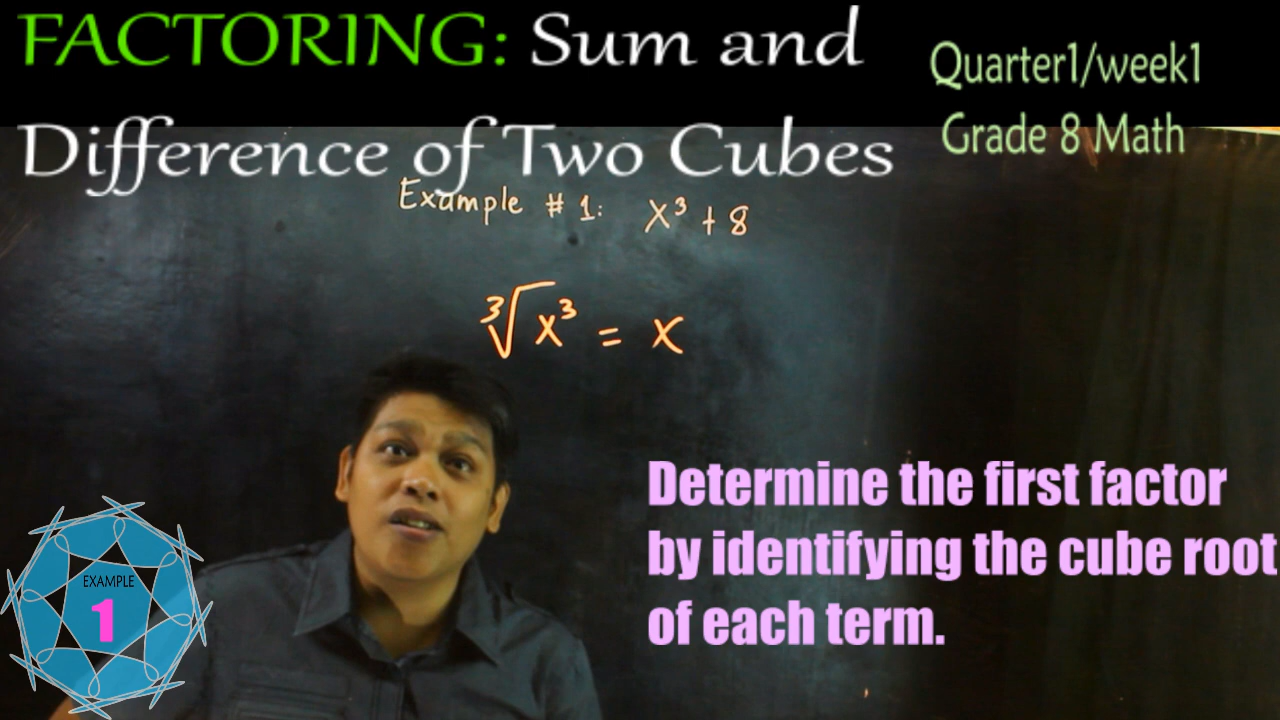 FACTORING: Sum and
Difference of Two Cubes
Quarter1/week1
Grade 8 Math
Example # 1: x³ + 8
∛x³ = x
Determine the first factor
by identifying the cube root
of each term.
EXAMPLE
1